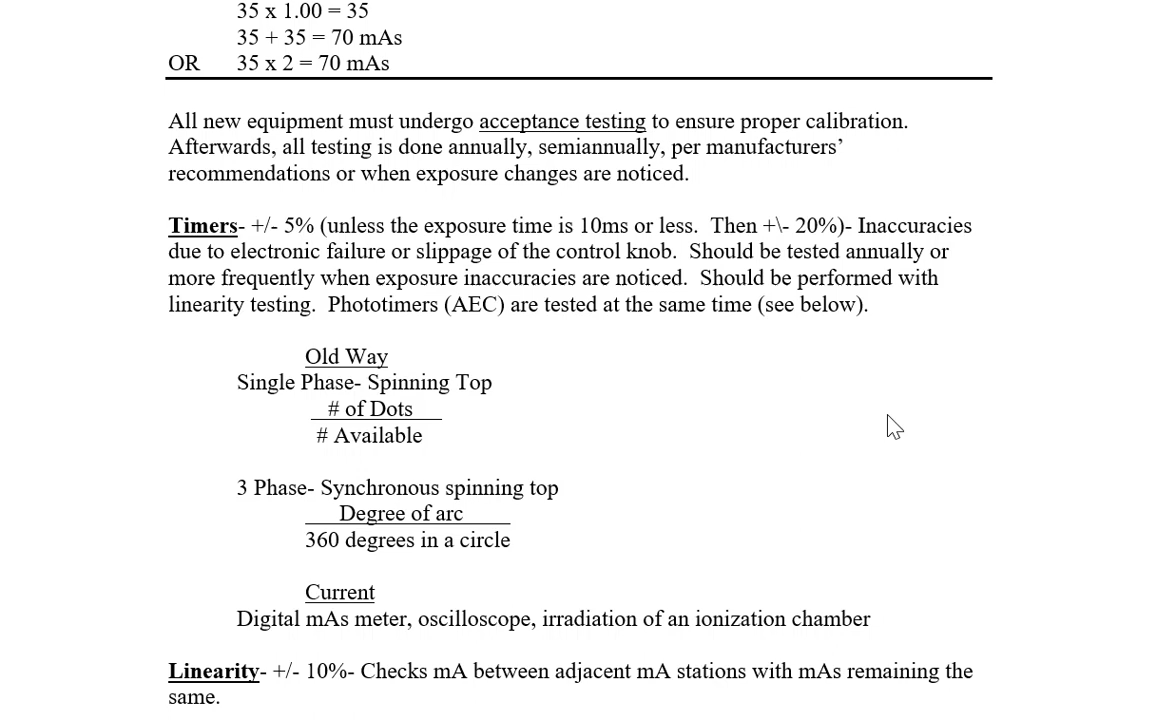 35 x 1.00 = 35
35 + 35 = 70 mAs
OR 35 x 2 = 70 mAs
All new equipment must undergo acceptance testing to ensure proper calibration.
Afterwards, all testing is done annually, semiannually, per manufacturers’
recommendations or when exposure changes are noticed.
Timers- +/- 5% (unless the exposure time is 10ms or less.  Then +\- 20%)- Inaccuracies
due to electronic failure or slippage of the control knob.  Should be tested annually or
more frequently when exposure inaccuracies are noticed.  Should be performed with
linearity testing.  Phototimers (AEC) are tested at the same time (see below).
Old Way
Single Phase- Spinning Top
# of Dots
# Available
3 Phase- Synchronous spinning top
Degree of arc
360 degrees in a circle
Current
Digital mAs meter, oscilloscope, irradiation of an ionization chamber
Linearity- +/- 10%- Checks mA between adjacent mA stations with mAs remaining the
same.